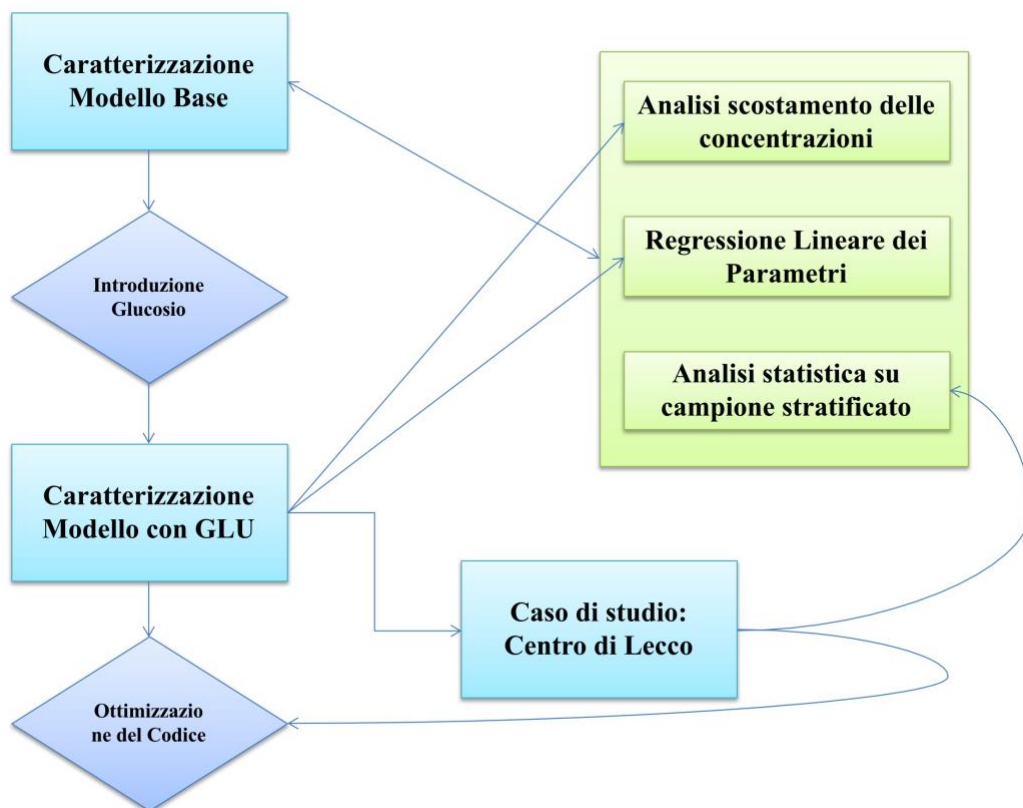 Caratterizzazione
Modello Base
Introduzione
Glucosio
Caratterizzazione
Modello con GLU
Ottimizzazio
ne del Codice
Analisi scostamento delle
concentrazioni
Regressione Lineare dei
Parametri
Analisi statistica su
campione stratificato
Caso di studio:
Centro di Lecco